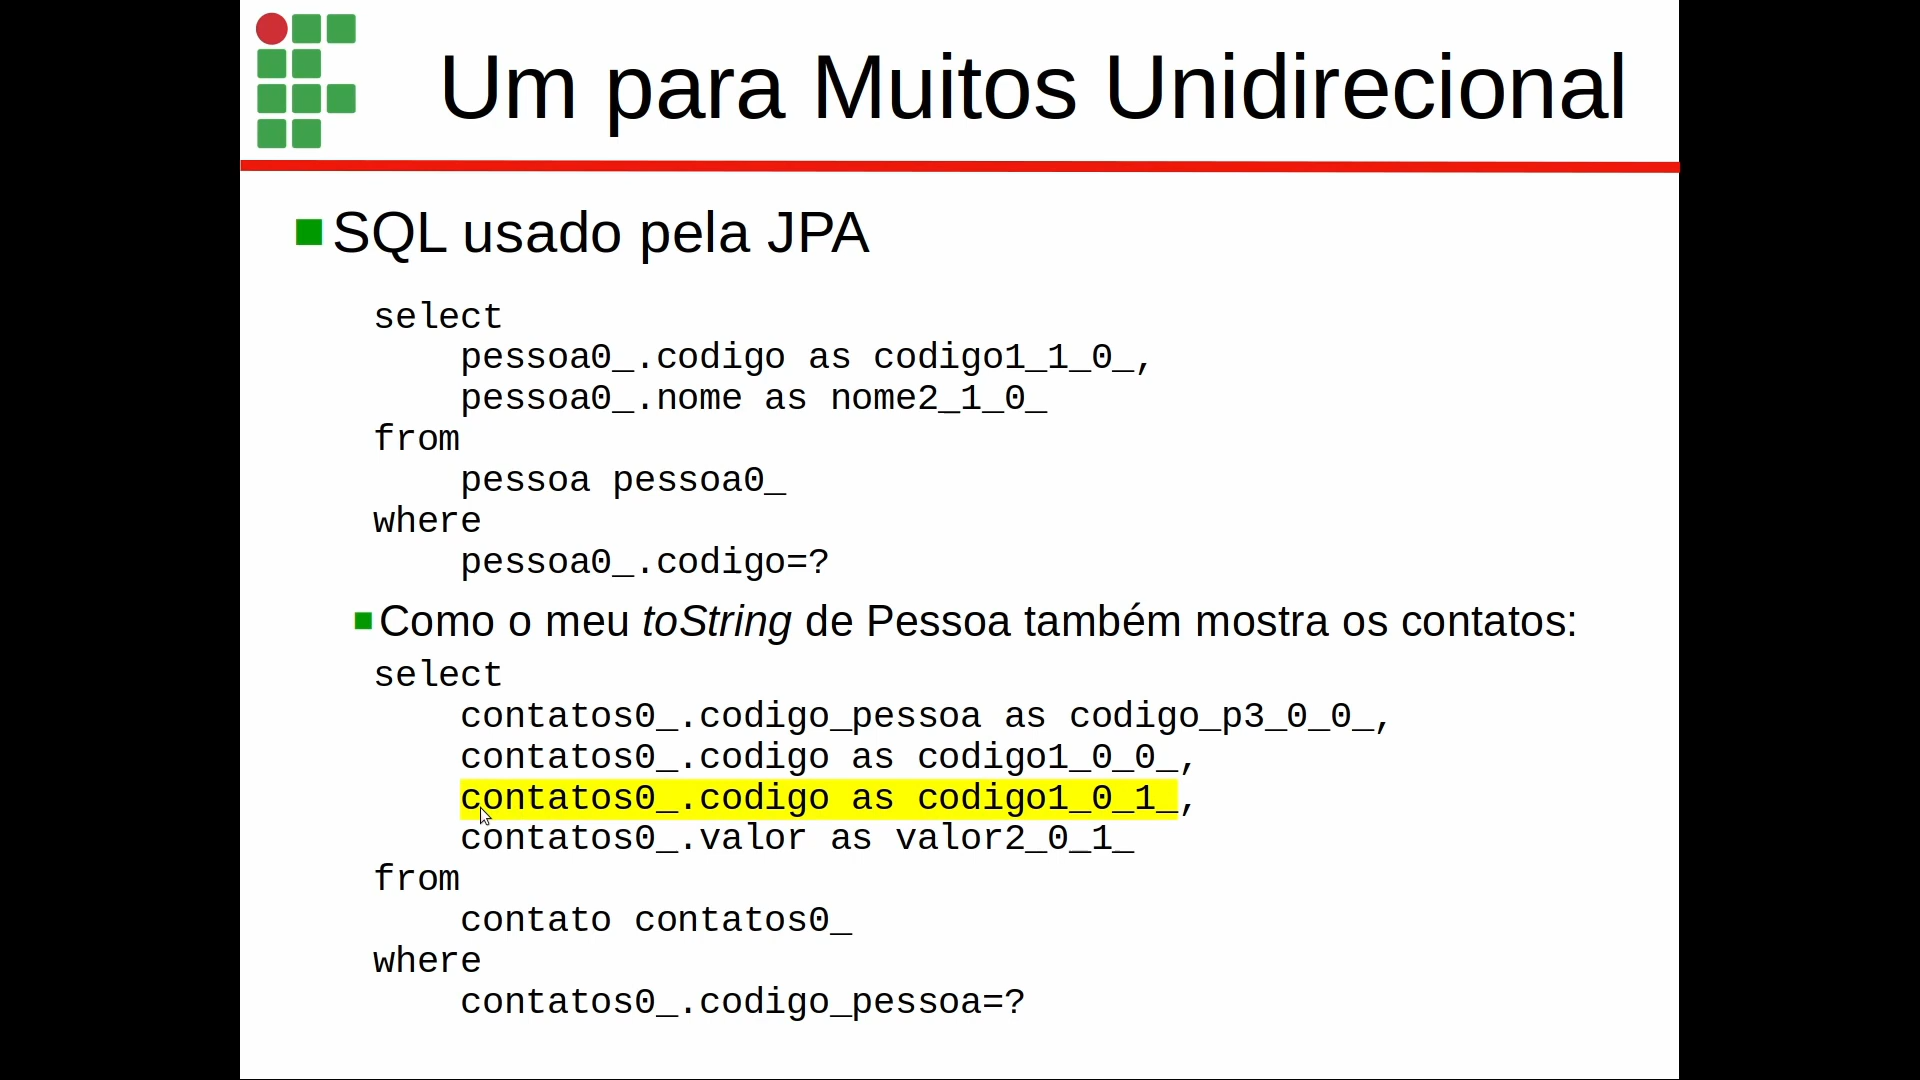 Um para Muitos Unidirecional
SQL usado pela JPA
select
pessoa0_.codigo as codigo1_1_0_,
pessoa0_.nome as nome2_1_0_
from
pessoa pessoa0_
where
pessoa0_.codigo=?
Como o meu toString de Pessoa também mostra os contatos:
select
contatos0_.codigo_pessoa as codigo_p3_0_0_,
contatos0_.codigo as codigo1_0_0_,
contatos0_.codigo as codigo1_0_1_,
contatos0_.valor as valor2_0_1_
from
contato contatos0_
where
contatos0_.codigo_pessoa=?